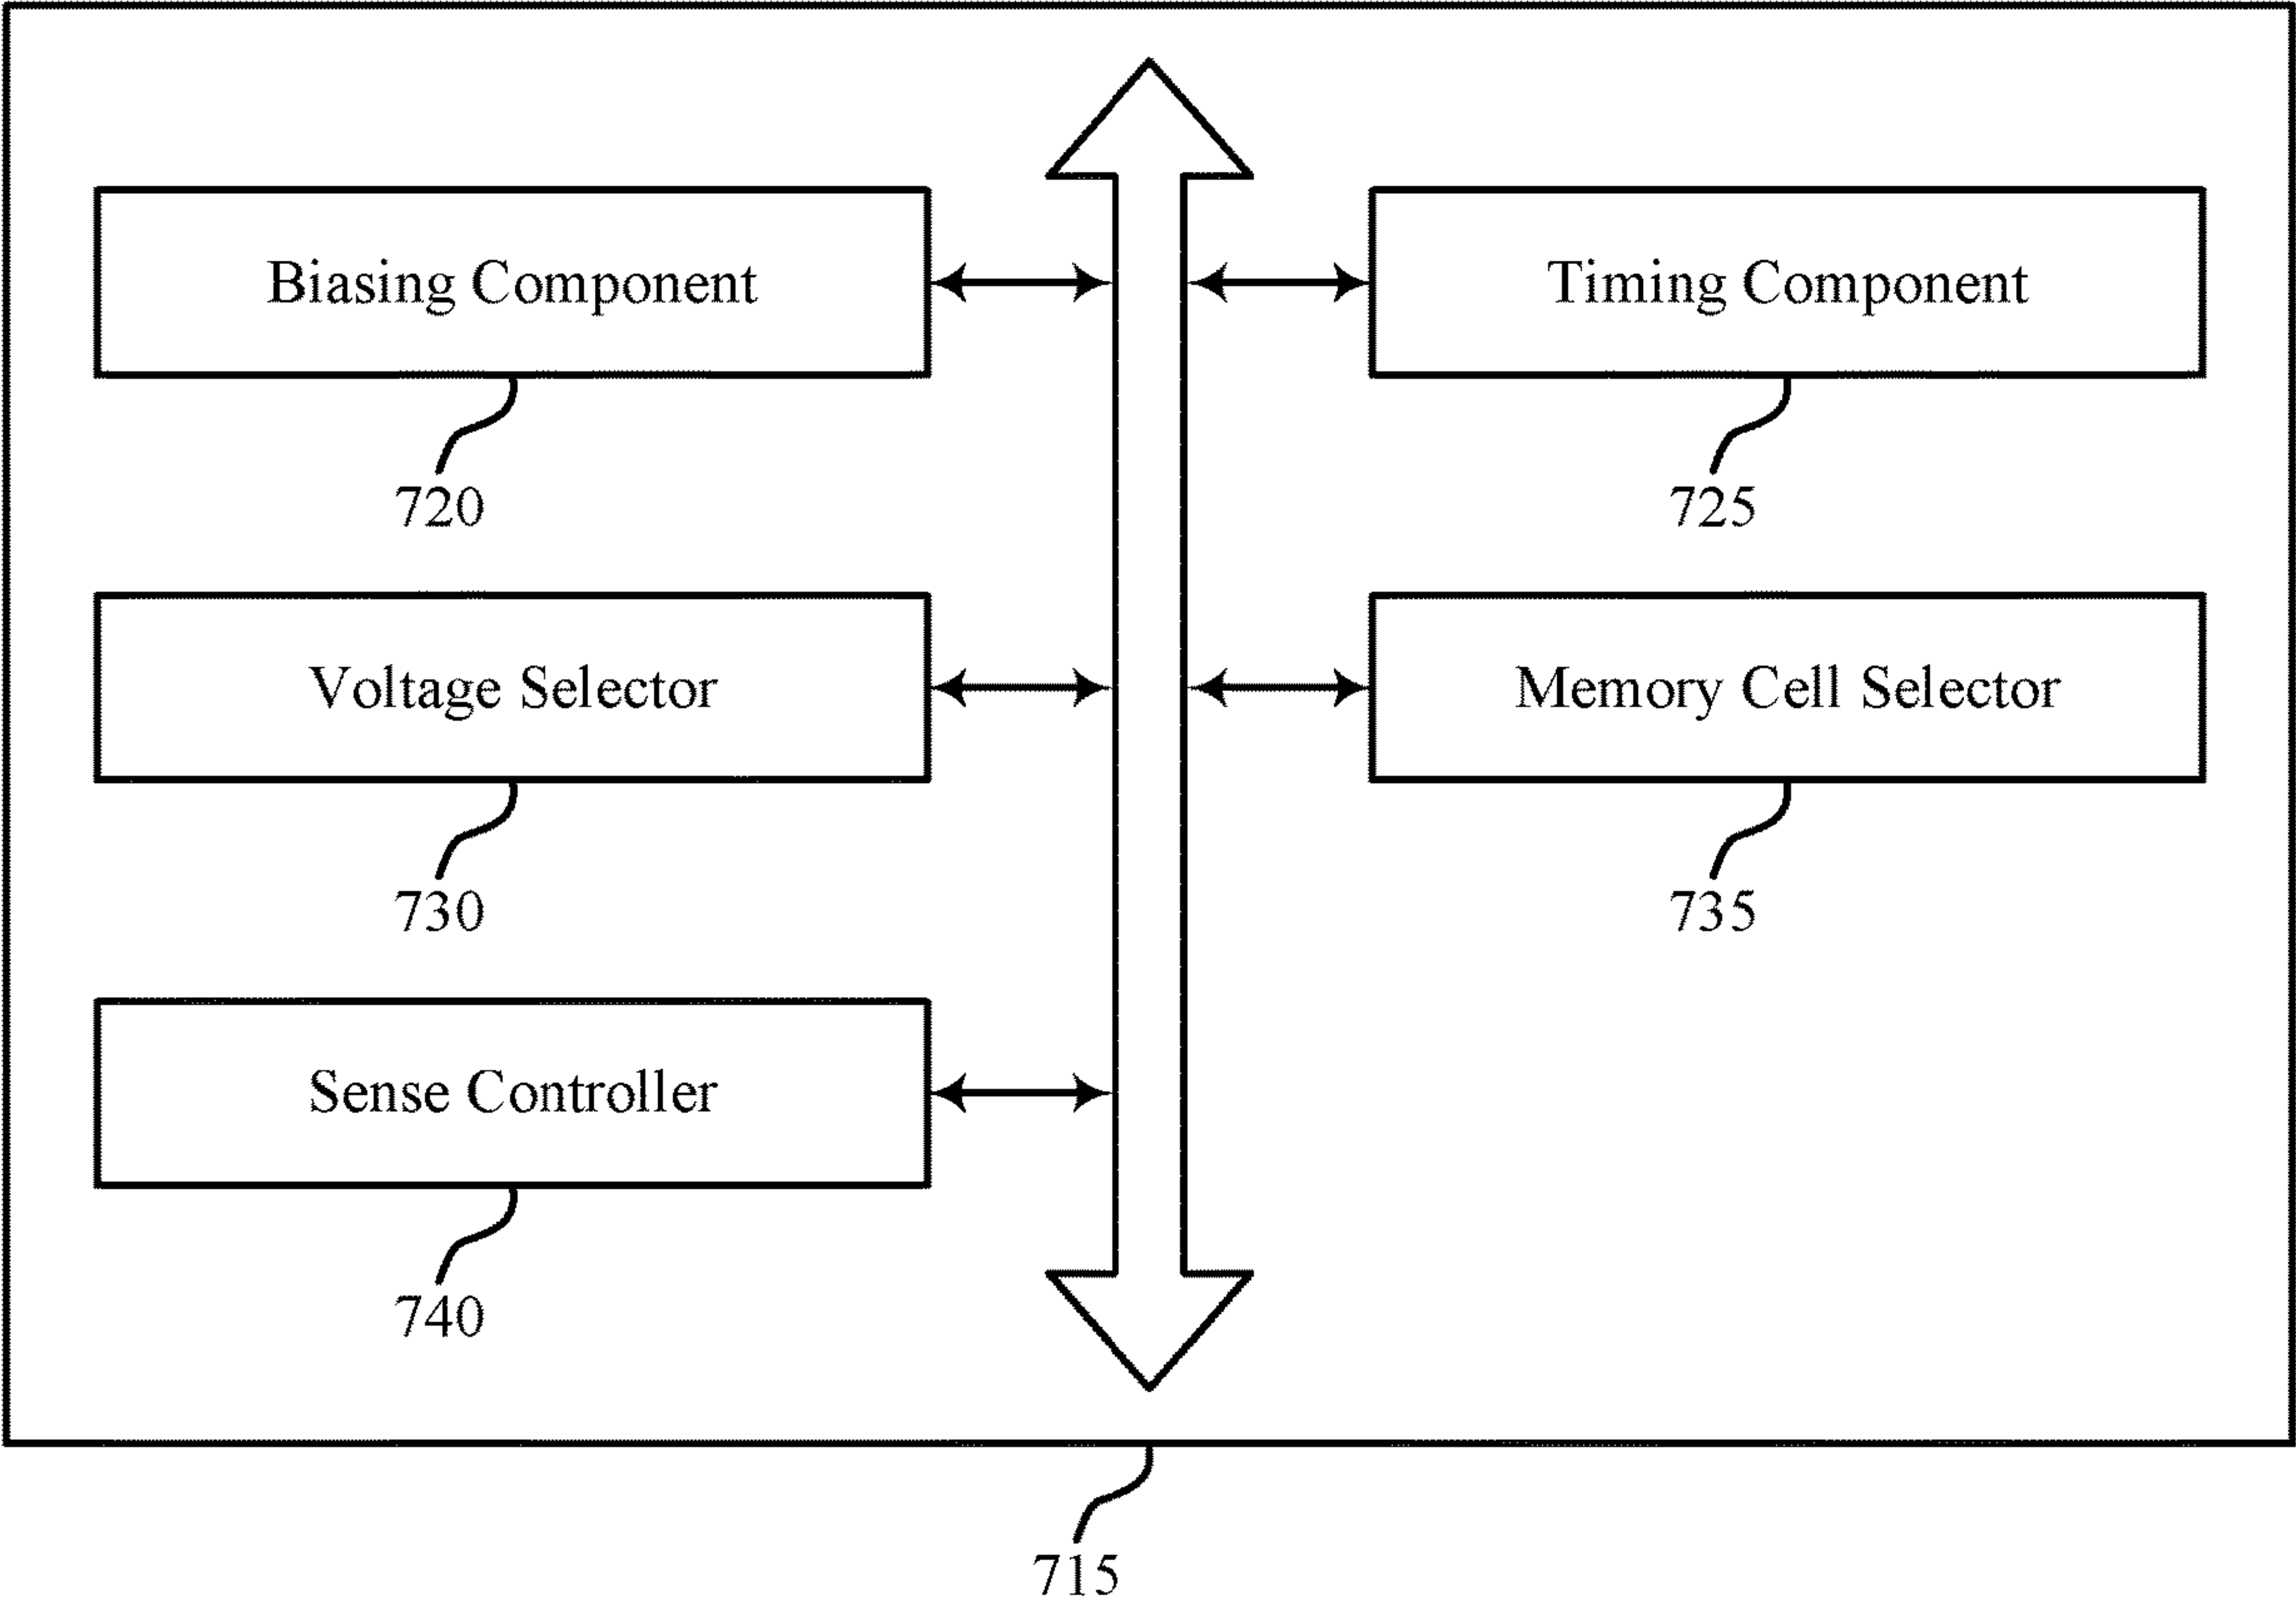 Biasing Component
Timing Component
720
725
Voltage Selector
Memory Cell Selector
730
735
Sense Controller
740
715